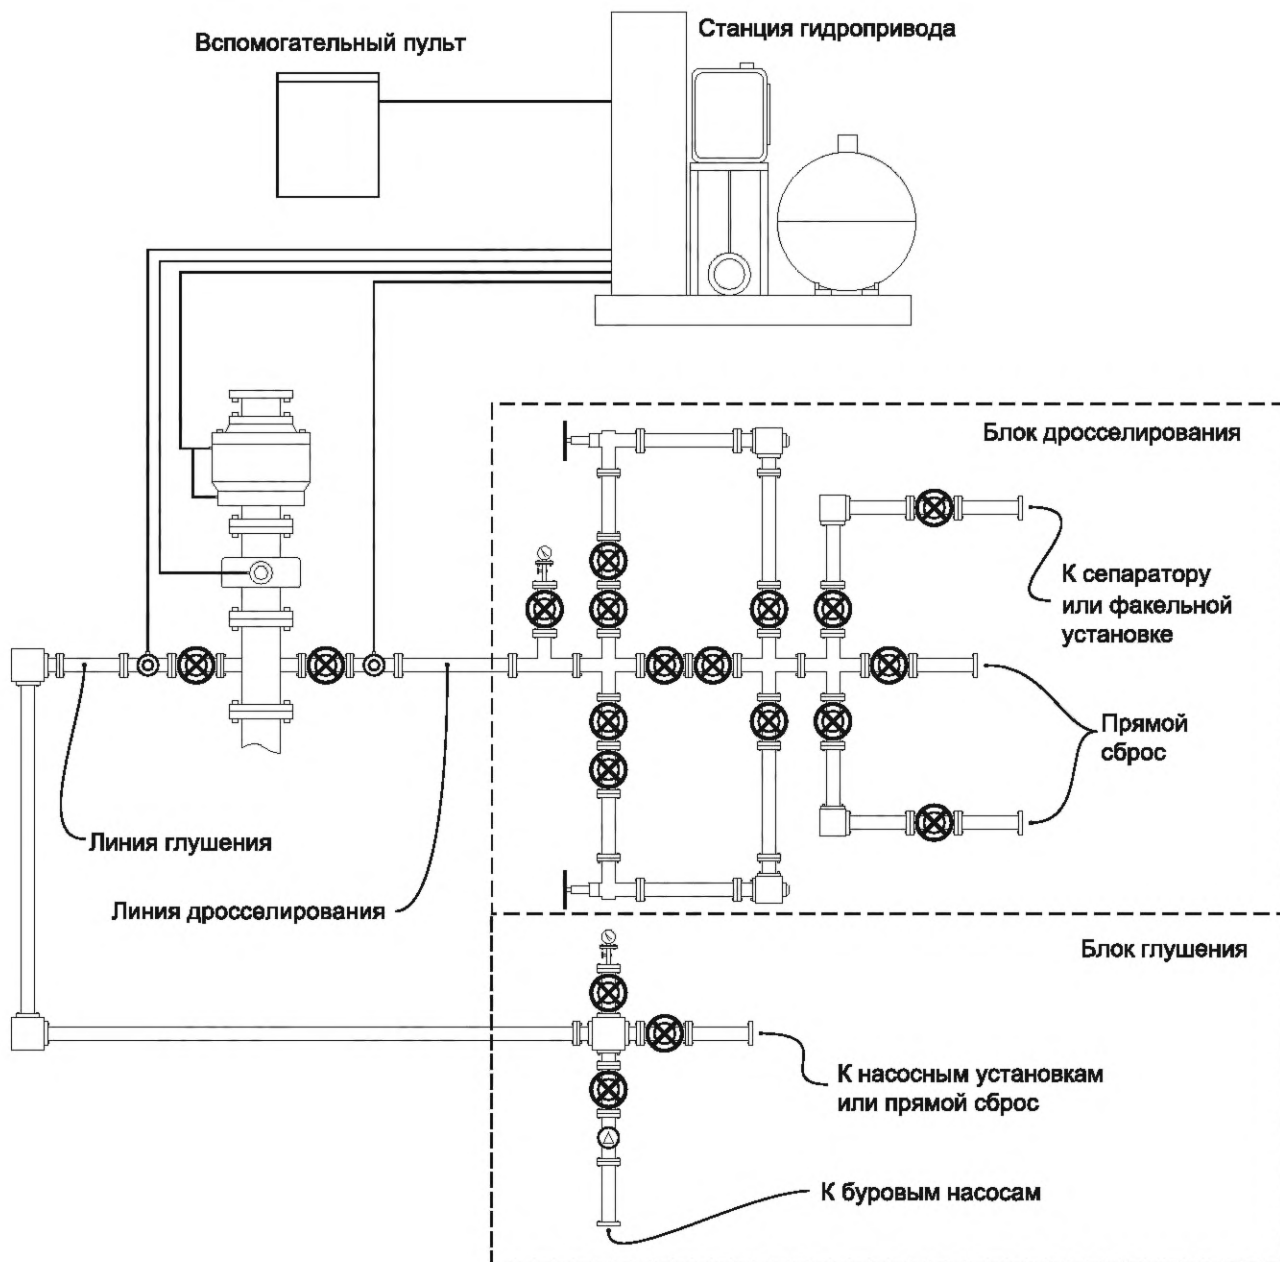 Вспомогательный пульт
Станция гидропривода
Блок дросселирования
К сепаратору
или факельной
установке
Прямой
сброс
Линия глушения
Линия дросселирования
Блок глушения
К насосным установкам
или прямой сброс
К буровым насосам